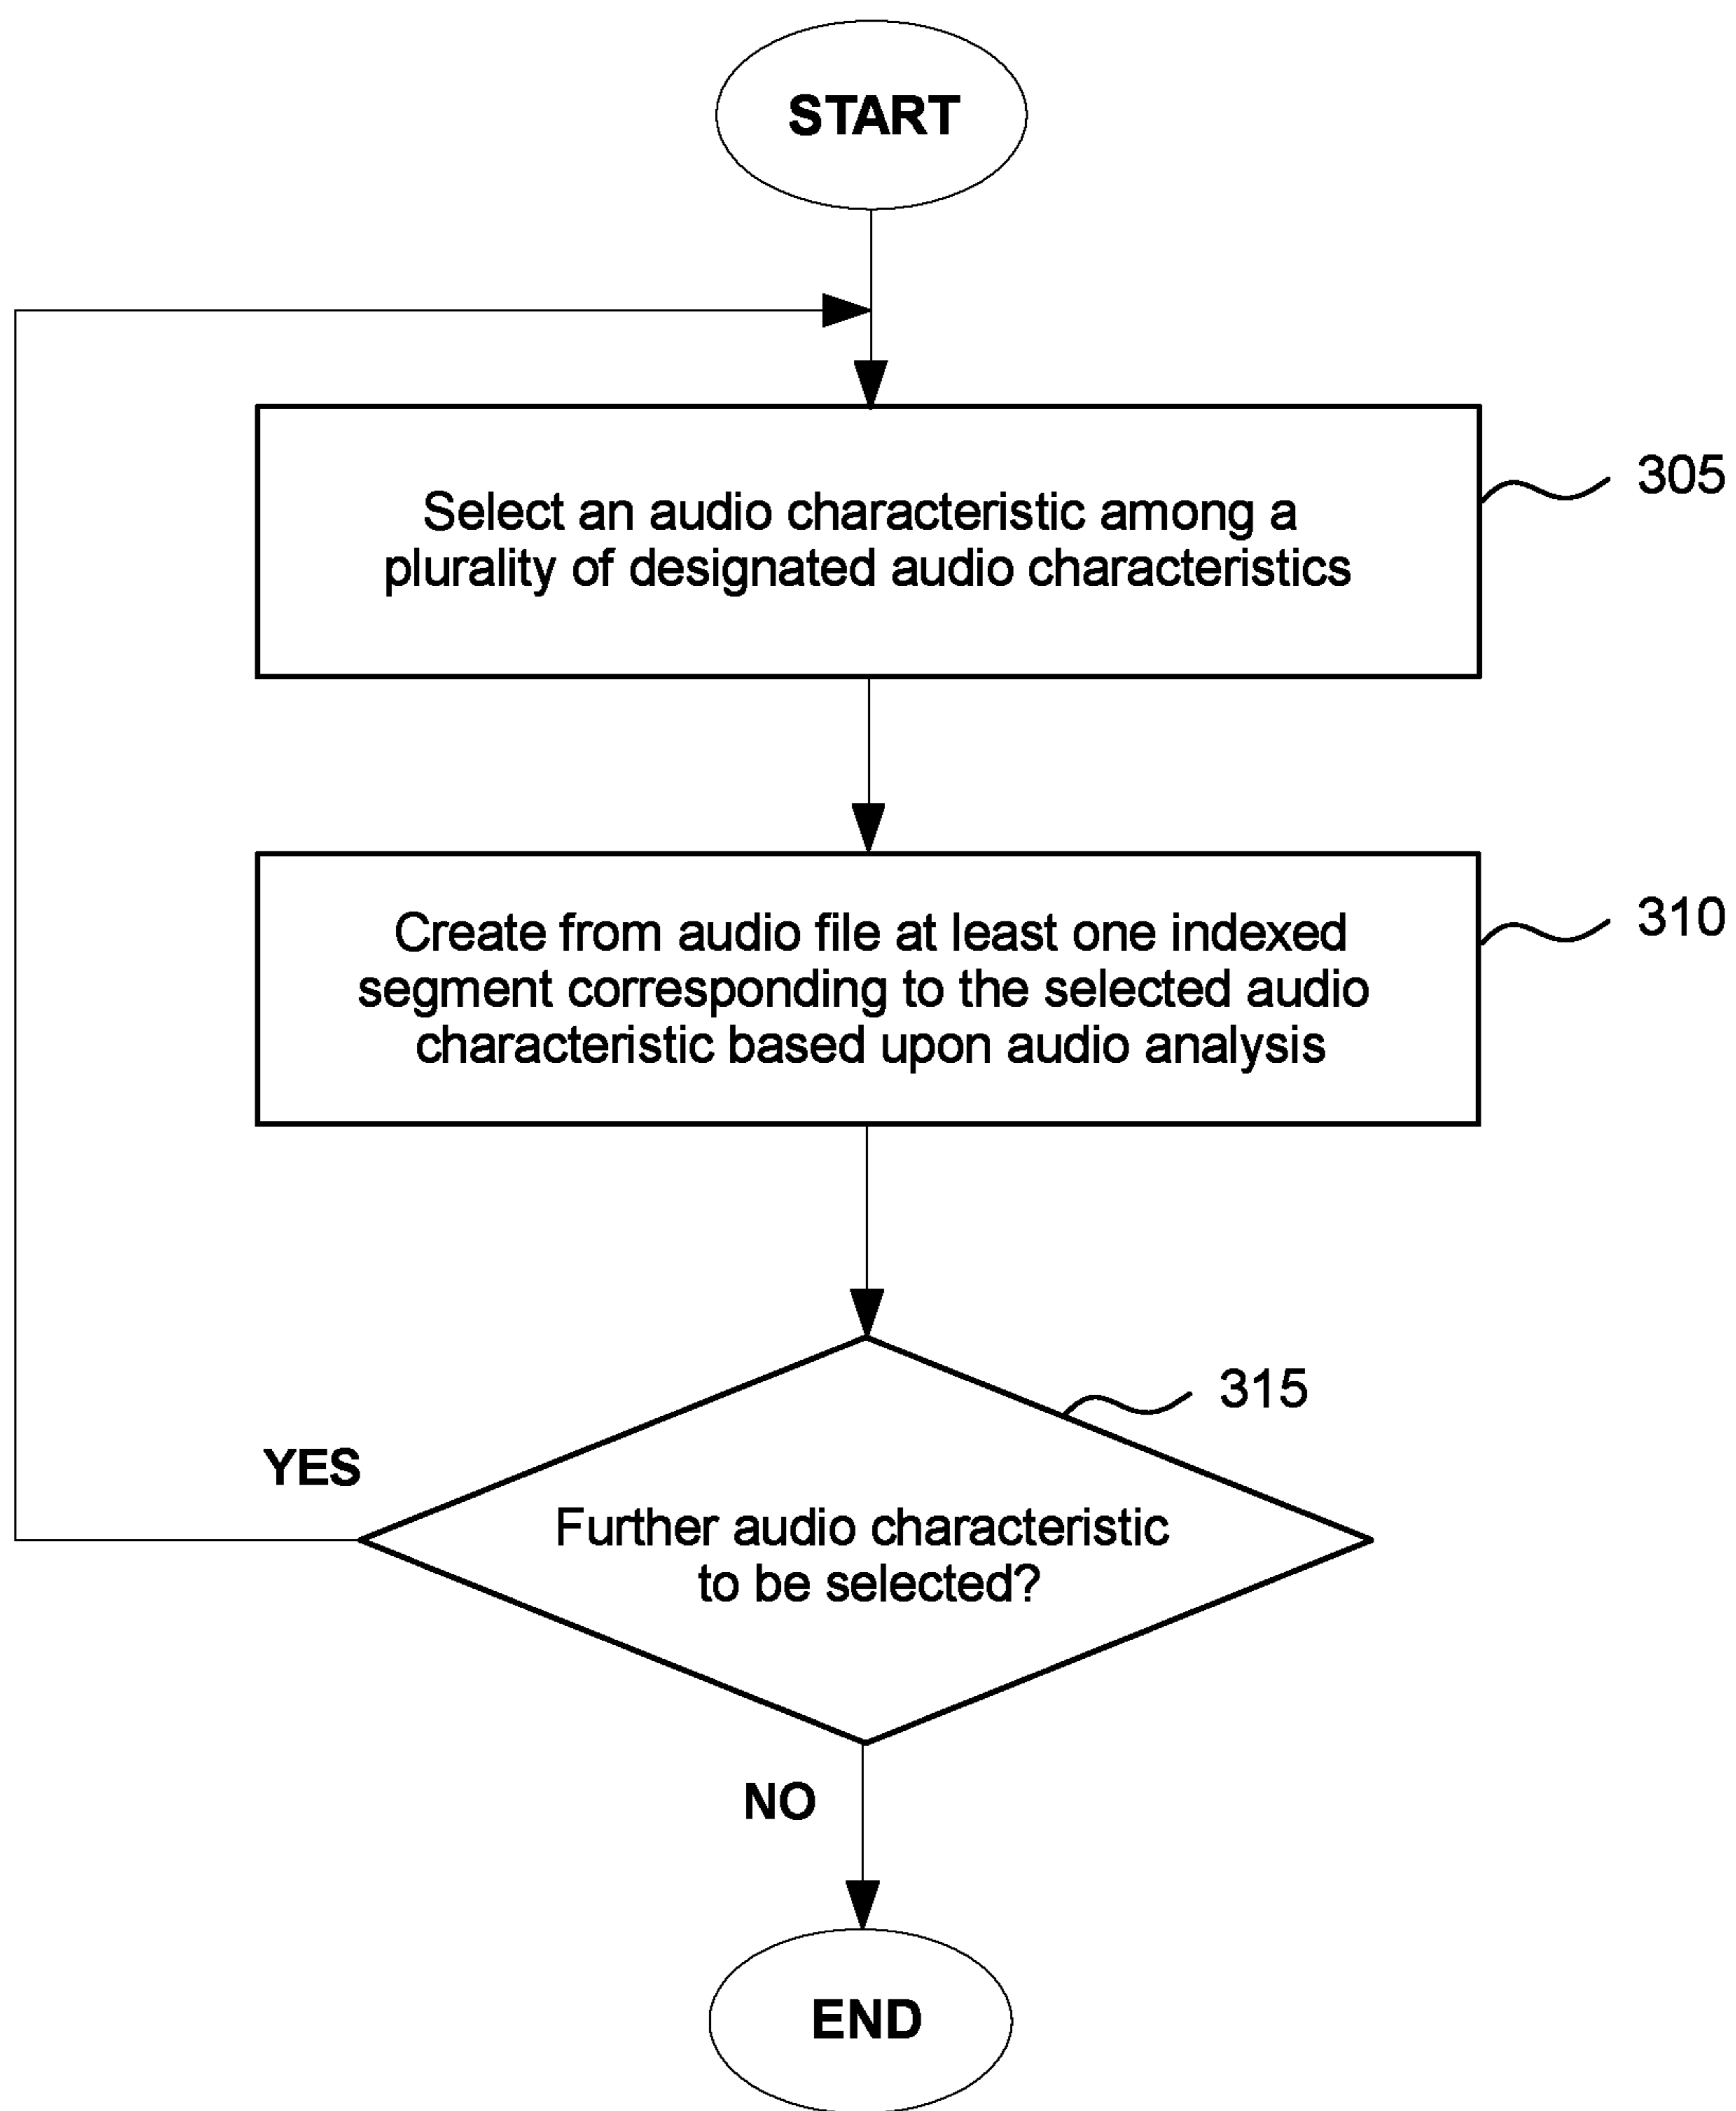 START
Select an audio characteristic among a
plurality of designated audio characteristics
305
Create from audio file at least one indexed
segment corresponding to the selected audio
characteristic based upon audio analysis
310
315
YES
Further audio characteristic
to be selected?
NO
END